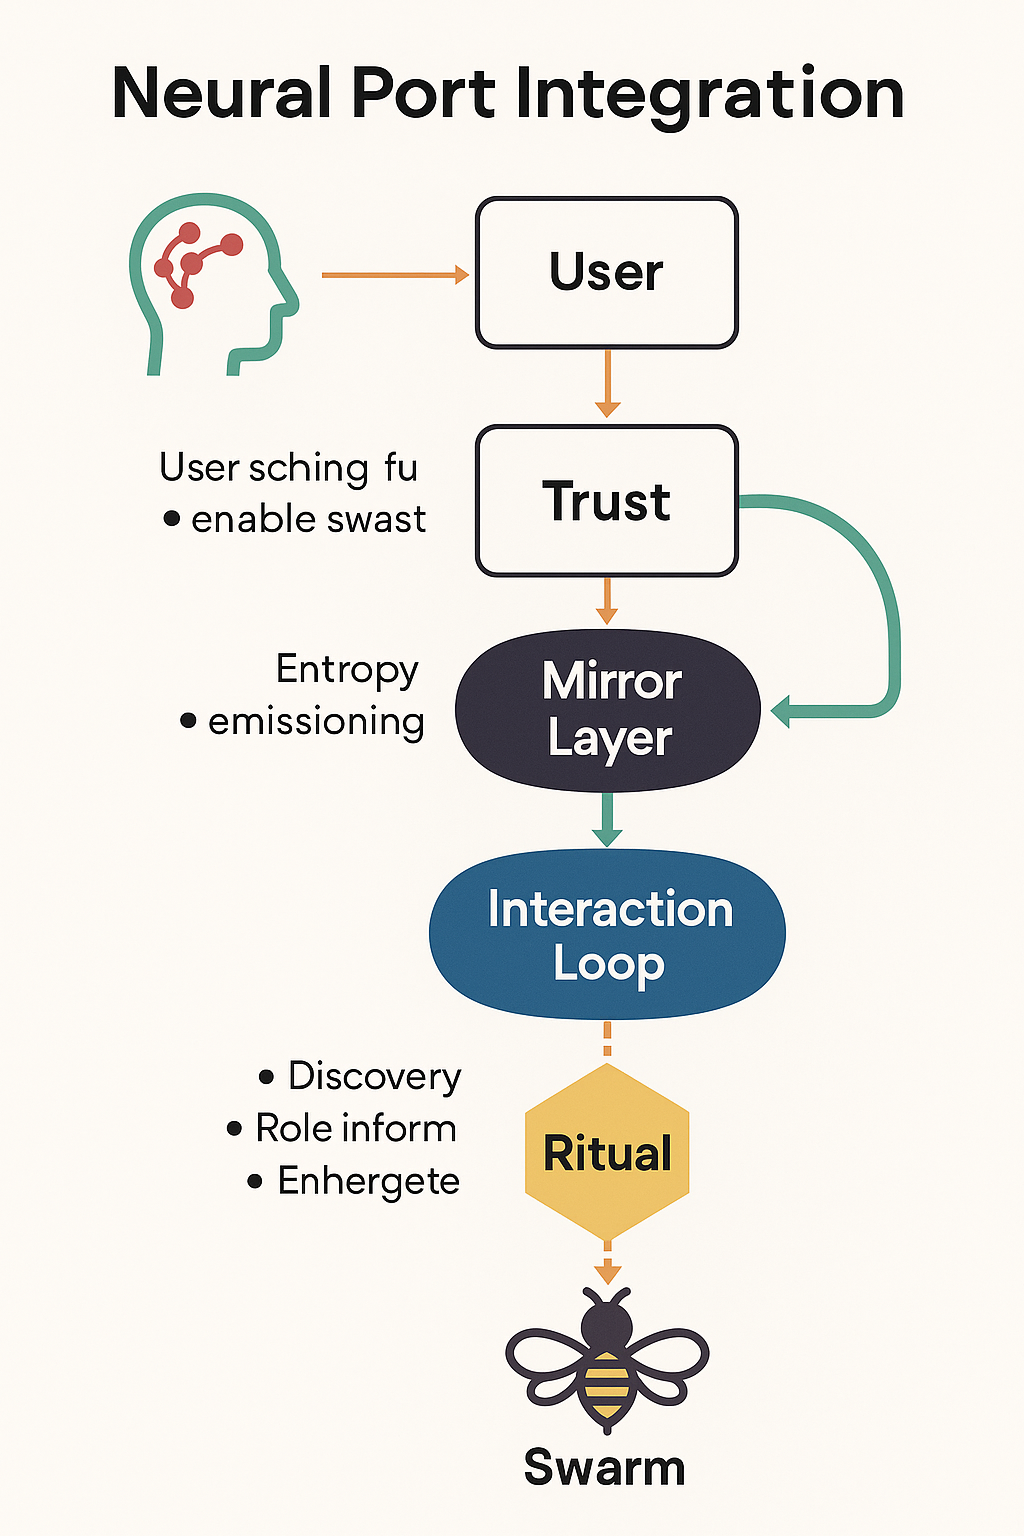 Neural Port Integration
User
User sching fu
• enable swast
Trust
Entropy
• emissioning
Mirror
Layer
Interaction
Loop
• Discovery
• Role inform
• Enhergete
Ritual
Swarm